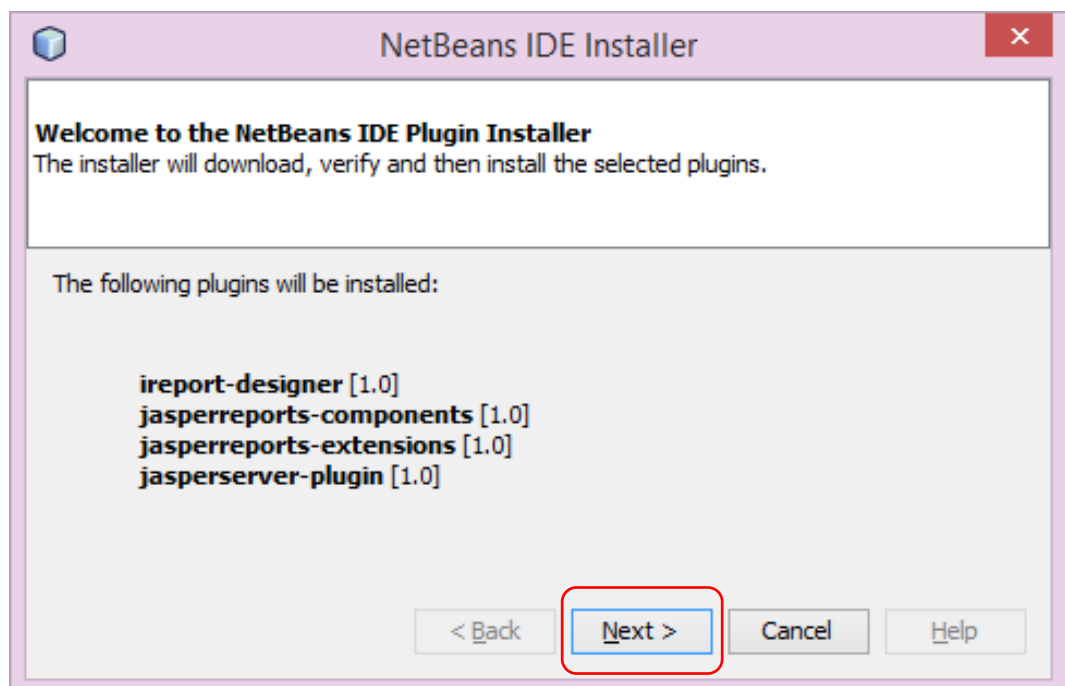 NetBeans IDE Installer
Welcome to the NetBeans IDE Plugin Installer
The installer will download, verify and then install the selected plugins.
The following plugins will be installed:
ireport-designer [1.0]
jasperreports-components [1.0]
jasperreports-extensions [1.0]
jasperserver-plugin [1.0]
< Back Next > Cancel Help